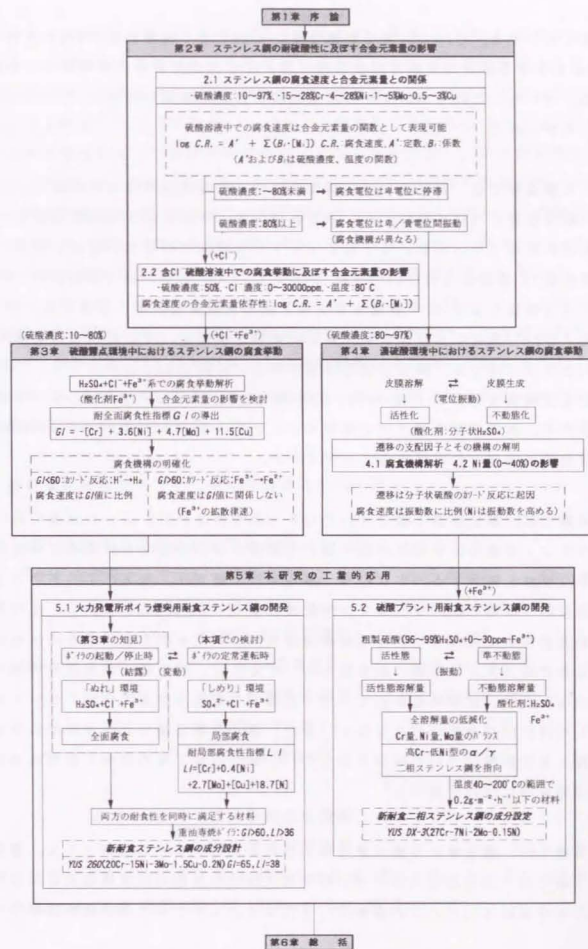 第1章 序 論
第2章 ステンレス鋼の耐硫酸性に及ぼす合金元素量の影響
2.1 ステンレス鋼の腐食速度と合金元素量との関係
・硫酸濃度:10〜97%,・15〜28%Cr-4〜28%Ni-1〜5%Mo-0.5〜3%Cu
硫酸溶液中での腐食速度は合金元素量の関数として表現可能
log C.R. = A' + Σ(Bi・[Mi]) C.R.:腐食速度, A':定数, Bi:係数
(A'およびBiは硫酸濃度、温度の関数)
硫酸濃度:〜80%未満 → 腐食電位は卑電位に停滞
硫酸濃度:80%以上 → 腐食電位は卑/貴電位間振動
(腐食機構が異なる)
(+Cl⁻)
2.2 含Cl⁻硫酸溶液中での腐食挙動に及ぼす合金元素量の影響
・硫酸濃度:50%,・Cl⁻濃度:0〜30000ppm,・温度:80℃
腐食速度の合金元素依存性:log C.R. = A' + Σ(Bi・[Mi])
(硫酸濃度:10〜80%) (+Cl⁻+Fe³⁺) (硫酸濃度:80〜97%)
第3章 硫酸露点環境中におけるステンレス鋼の腐食挙動
H₂SO₄+Cl⁻+Fe³⁺系での腐食挙動解析
(酸化剤Fe³⁺) 合金元素量の影響を検討
耐全面腐食性指標GIの導出
GI = -[Cr] + 3.6[Ni] + 4.7[Mo] + 11.5[Cu]
腐食機構の明確化
GI<60:カソード反応:H⁺→H₂ GI>60:カソード反応:Fe³⁺→Fe²⁺
腐食速度はGI値に比例 腐食速度はGI値に関係しない
(Fe³⁺の拡散律速)
第4章 濃硫酸環境中におけるステンレス鋼の腐食挙動
皮膜溶解 ⇄ 皮膜生成
活性化 (電位振動) 不動態化
(酸化剤:分子状H₂SO₄)
遷移の支配因子とその機構の解明
4.1 腐食機構解析 4.2 Ni量(0〜40%)の影響
遷移は分子状硫酸のカソード反応に起因
腐食速度は振動数に比例(Niは振動数を高める)
第5章 本研究の工業的応用
5.1 火力発電所ボイラ煙突用耐食ステンレス鋼の開発
(第3章の知見) (本項での検討)
ボイラの起動/停止時 ⇄ ボイラの定常運転時
(結露) (変動)
「ぬれ」環境 「しめり」環境
H₂SO₄+Cl⁻+Fe³⁺ SO₄²⁻+Cl⁻+Fe³⁺
全面腐食 局部腐食
耐局部腐食性指標LI
LI=[Cr]+0.4[Ni]
+2.7[Mo]+[Cu]+18.7[N]
両方の耐食性を同時に満足する材料
重油専焼ボイラ:GI>60,LI>36
新耐食ステンレス鋼の成分設計
YUS 260(20Cr-15Ni-3Mo-1.5Cu-0.2N)GI=65,LI=38
(+Fe³⁺)
5.2 硫酸プラント用耐食ステンレス鋼の開発
粗製硫酸(95〜99%H₂SO₄+0〜30ppm・Fe³⁺)
活性態 ⇄ 準不動態
↓ (振動) ↓
活性態溶解量 不動態溶解量
酸化剤:H₂SO₄
Fe³⁺
全溶解量の低減化
Cr量,Ni量,Mo量のバランス
高Cr-低Ni型のα/γ
二相ステンレス鋼を指向
温度40〜200℃の範囲で
0.2g・m⁻²・h⁻¹以下の材料
新耐食二相ステンレス鋼の成分設定
YUS DX-3(27Cr-7Ni-2Mo-0.15N)
第6章 総 括